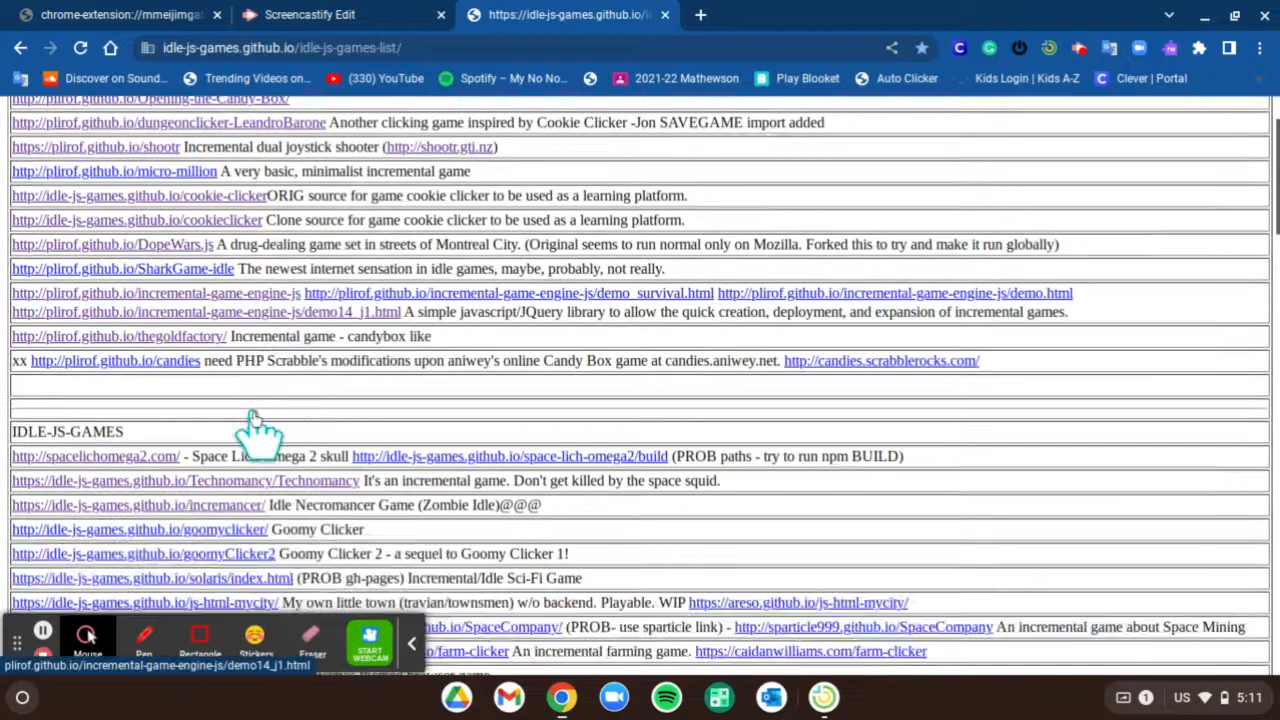 chrome-extension://mmeijimgab
Screencastify Edit
https://idle-js-games.github.io/i
idle-js-games.github.io/idle-js-games-list/
Discover on Sound...
Trending Videos on...
(330) YouTube
Spotify – My No No...
2021-22 Mathewson
Play Blooket
Auto Clicker
Kids Login | Kids A-Z
Clever | Portal
http://plirof.github.io/Opening-the-Candy-Box/
http://plirof.github.io/dungeonclicker-LeandroBarone Another clicking game inspired by Cookie Clicker -Jon SAVEGAME import added
https://plirof.github.io/shootr Incremental dual joystick shooter (http://shootr.gti.nz)
http://plirof.github.io/micro-million A very basic, minimalist incremental game
http://idle-js-games.github.io/cookie-clickerORIG source for game cookie clicker to be used as a learning platform.
http://idle-js-games.github.io/cookieclicker Clone source for game cookie clicker to be used as a learning platform.
http://plirof.github.io/DopeWars.js A drug-dealing game set in streets of Montreal City. (Original seems to run normal only on Mozilla. Forked this to try and make it run globally)
http://plirof.github.io/SharkGame-idle The newest internet sensation in idle games, maybe, probably, not really.
http://plirof.github.io/incremental-game-engine-js http://plirof.github.io/incremental-game-engine-js/demo_survival.html http://plirof.github.io/incremental-game-engine-js/demo.html
http://plirof.github.io/incremental-game-engine-js/demo14_j1.html A simple javascript/JQuery library to allow the quick creation, deployment, and expansion of incremental games.
http://plirof.github.io/thegoldfactory/ Incremental game - candybox like
xx http://plirof.github.io/candies need PHP Scrabble's modifications upon aniwey's online Candy Box game at candies.aniwey.net. http://candies.scrabblerocks.com/
IDLE-JS-GAMES
http://spacelichomega2.com/ - Space Lich Omega 2 skull http://idle-js-games.github.io/space-lich-omega2/build (PROB paths - try to run npm BUILD)
https://idle-js-games.github.io/Technomancy/Technomancy It's an incremental game. Don't get killed by the space squid.
https://idle-js-games.github.io/incremancer/ Idle Necromancer Game (Zombie Idle)@@@
http://idle-js-games.github.io/goomyclicker/ Goomy Clicker
http://idle-js-games.github.io/goomyClicker2 Goomy Clicker 2 - a sequel to Goomy Clicker 1!
https://idle-js-games.github.io/solaris/index.html (PROB gh-pages) Incremental/Idle Sci-Fi Game
https://idle-js-games.github.io/js-html-mycity/ My own little town (travian/townsmen) w/o backend. Playable. WIP https://areso.github.io/js-html-mycity/
hub.io/SpaceCompany/ (PROB- use sparticle link) - http://sparticle999.github.io/SpaceCompany An incremental game about Space Mining
o/farm-clicker An incremental farming game. https://caidanwilliams.com/farm-clicker
Mouse
Pen
Rectangle
Stickers
Eraser
START
WEBCAM
plirof.github.io/incremental-game-engine-js/demo14_j1.html
1
US
5:11